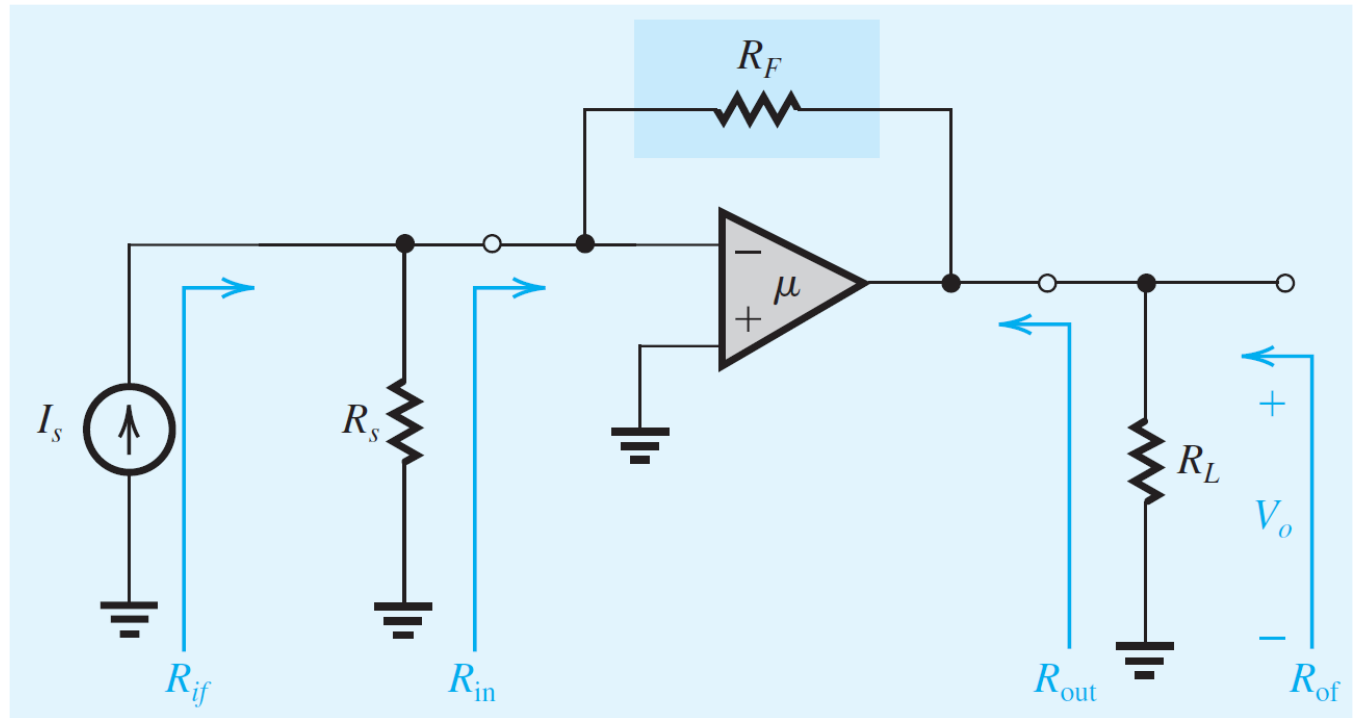 R_F
−
μ
+
I_s
R_s
R_L
+
V_o
−
R_if
R_in
R_out
R_of